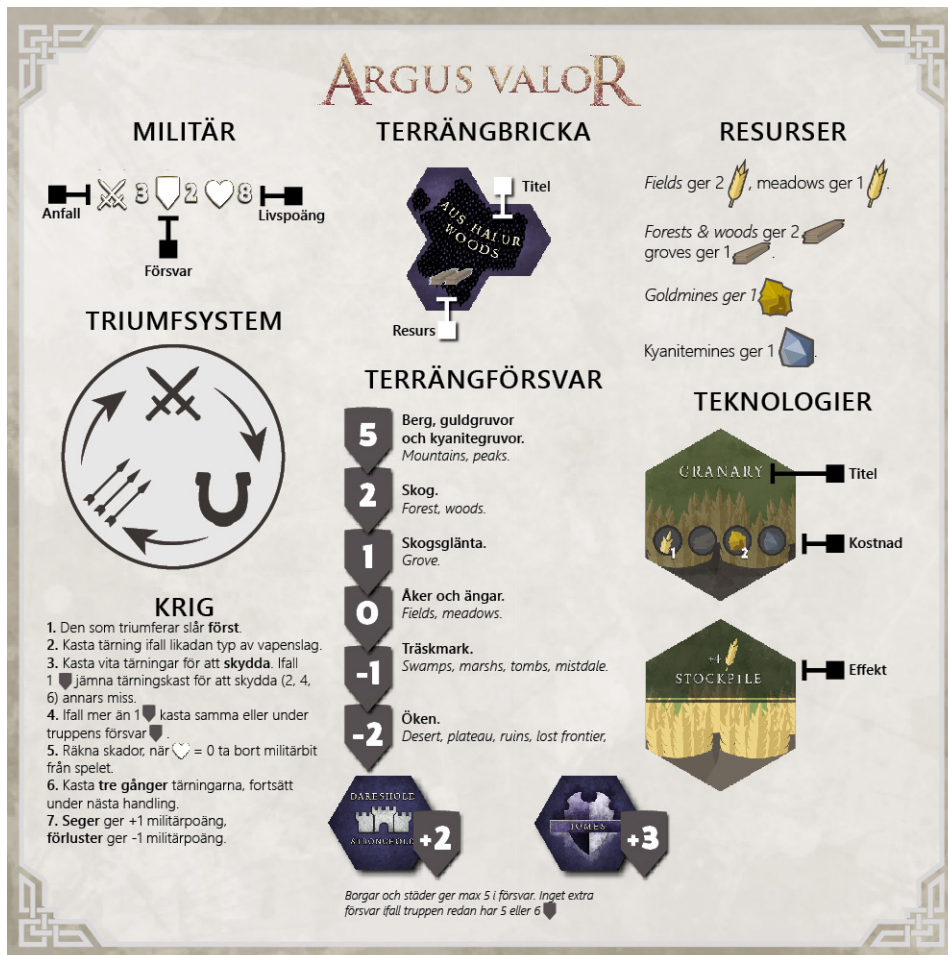 ARGUS VALOR
MILITÄR
3 2 8
Anfall
Livspoäng
Försvar
TRIUMFSYSTEM
KRIG
1. Den som triumferar slår först.
2. Kasta tärning ifall likadan typ av vapenslag.
3. Kasta vita tärningar för att skydda. Ifall
1 jämna tärningskast för att skydda (2, 4,
6) annars miss.
4. Ifall mer än 1 kasta samma eller under
truppens försvar .
5. Räkna skador, när = 0 ta bort militärbit
från spelet.
6. Kasta tre gånger tärningarna, fortsätt
under nästa handling.
7. Seger ger +1 militärpoäng,
förluster ger -1 militärpoäng.
TERRÄNGBRICKA
Titel
AUS-HALUR
WOODS
Resurs
TERRÄNGFÖRSVAR
5
Berg, guldgruvor
och kyanitegruvor.
Mountains, peaks.
2
Skog.
Forest, woods.
1
Skogsglänta.
Grove.
0
Åker och ängar.
Fields, meadows.
-1
Träskmark.
Swamps, marshs, tombs, mistdale.
-2
Öken.
Desert, plateau, ruins, lost frontier,
DARESHOLD
STRONGHOLD
+2
+3
Borgar och städer ger max 5 i försvar. Inget extra
försvar ifall truppen redan har 5 eller 6
RESURSER
Fields ger 2 , meadows ger 1 .
Forests & woods ger 2
groves ger 1 .
Goldmines ger 1
Kyanitemines ger 1 .
TEKNOLOGIER
GRANARY
Titel
1 2
Kostnad
+4
STOCKPILE
Effekt